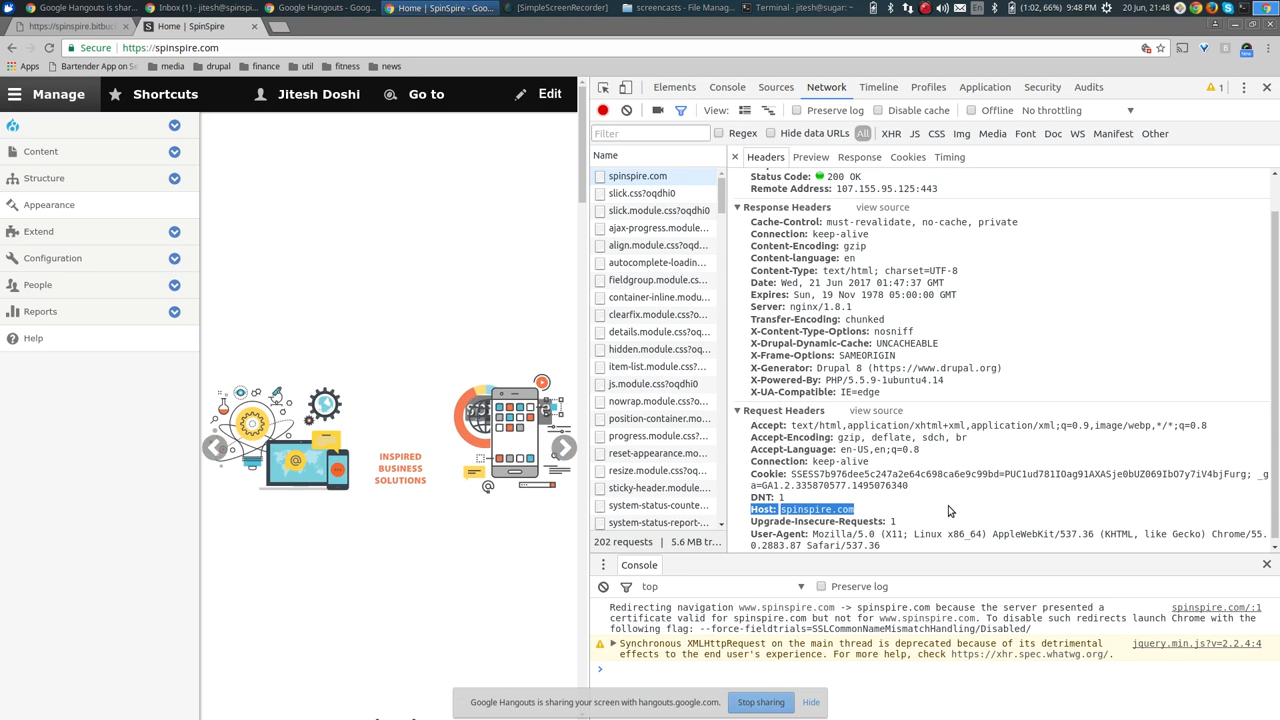 Google Hangouts is shar...
Inbox (1) - jitesh@spinspi...
Google Hangouts - Goog...
Home | SpinSpire - Goo...
[SimpleScreenRecorder]
screencasts - File Mana...
Terminal - jitesh@sugar: ~
En
(1:02, 66%)
9:48 PM
20 Jun, 21:48
https://spinspire.bitbuc
Home | SpinSpire
Secure
https://spinspire.com
Apps
Bartender App on Se
media
drupal
finance
util
fitness
news
Manage
Shortcuts
Jitesh Doshi
Go to
Edit
Content
Structure
Appearance
Extend
Configuration
People
Reports
Help
INSPIRED
BUSINESS
SOLUTIONS
Elements
Console
Sources
Network
Timeline
Profiles
Application
Security
Audits
1
View:
Preserve log
Disable cache
Offline
No throttling
Filter
Regex
Hide data URLs
All
XHR
JS
CSS
Img
Media
Font
Doc
WS
Manifest
Other
Name
spinspire.com
slick.css?oqdhi0
slick.module.css?oqdhi0
ajax-progress.module...
align.module.css?oqd...
autocomplete-loadin...
fieldgroup.module.cs...
container-inline.modu...
clearfix.module.css?o...
details.module.css?o...
hidden.module.css?o...
item-list.module.css?...
js.module.css?oqdhi0
nowrap.module.css?o...
position-container.m...
progress.module.css?...
reset-appearance.mo...
resize.module.css?oq...
sticky-header.modul...
system-status-counte...
system-status-report-...
202 requests | 5.6 MB tr...
Headers
Preview
Response
Cookies
Timing
Status Code: 200 OK
Remote Address: 107.155.95.125:443
Response Headers view source
Cache-Control: must-revalidate, no-cache, private
Connection: keep-alive
Content-Encoding: gzip
Content-language: en
Content-Type: text/html; charset=UTF-8
Date: Wed, 21 Jun 2017 01:47:37 GMT
Expires: Sun, 19 Nov 1978 05:00:00 GMT
Server: nginx/1.8.1
Transfer-Encoding: chunked
X-Content-Type-Options: nosniff
X-Drupal-Dynamic-Cache: UNCACHEABLE
X-Frame-Options: SAMEORIGIN
X-Generator: Drupal 8 (https://www.drupal.org)
X-Powered-By: PHP/5.5.9-1ubuntu4.14
X-UA-Compatible: IE=edge
Request Headers view source
Accept: text/html,application/xhtml+xml,application/xml;q=0.9,image/webp,*/*;q=0.8
Accept-Encoding: gzip, deflate, sdch, br
Accept-Language: en-US,en;q=0.8
Connection: keep-alive
Cookie: SSESS7b976dee5c247a2e64c698ca6e9c99bd=PUC1ud781IOag91AXASje0bUZ069IbO7y7iV4bjFurg; _g
a=GA1.2.335870577.1495076340
DNT: 1
Host: spinspire.com
Upgrade-Insecure-Requests: 1
User-Agent: Mozilla/5.0 (X11; Linux x86_64) AppleWebKit/537.36 (KHTML, like Gecko) Chrome/55.
0.2883.87 Safari/537.36
Console
top
Preserve log
Redirecting navigation www.spinspire.com -> spinspire.com because the server presented a spinspire.com/:1
certificate valid for spinspire.com but not for www.spinspire.com. To disable such redirects launch Chrome with the
following flag: --force-fieldtrials=SSLCommonNameMismatchHandling/Disabled/
Synchronous XMLHttpRequest on the main thread is deprecated because of its detrimental jquery.min.js?v=2.2.4:4
effects to the end user's experience. For more help, check https://xhr.spec.whatwg.org/.
Google Hangouts is sharing your screen with hangouts.google.com.
Stop sharing
Hide